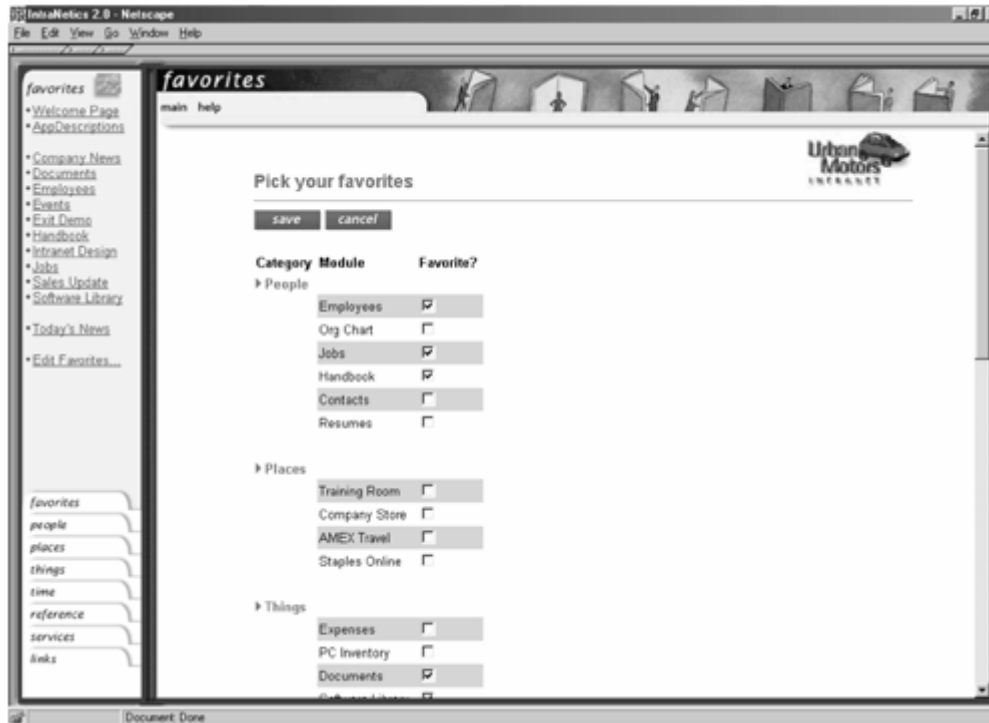 IntraNetics 2.0 - Netscape
File Edit View Go Window Help
favorites
Welcome Page
AppDescriptions
Company News
Documents
Employees
Events
Exit Demo
Handbook
Intranet Design
Jobs
Sales Update
Software Library
Today's News
Edit Favorites...
favorites
people
places
things
time
reference
services
links
favorites
main help
Urban
Motors
INTRANET
Pick your favorites
save cancel
Category Module Favorite?
People
Employees
Org Chart
Jobs
Handbook
Contacts
Resumes
Places
Training Room
Company Store
AMEX Travel
Staples Online
Things
Expenses
PC Inventory
Documents
Software Library
Document: Done